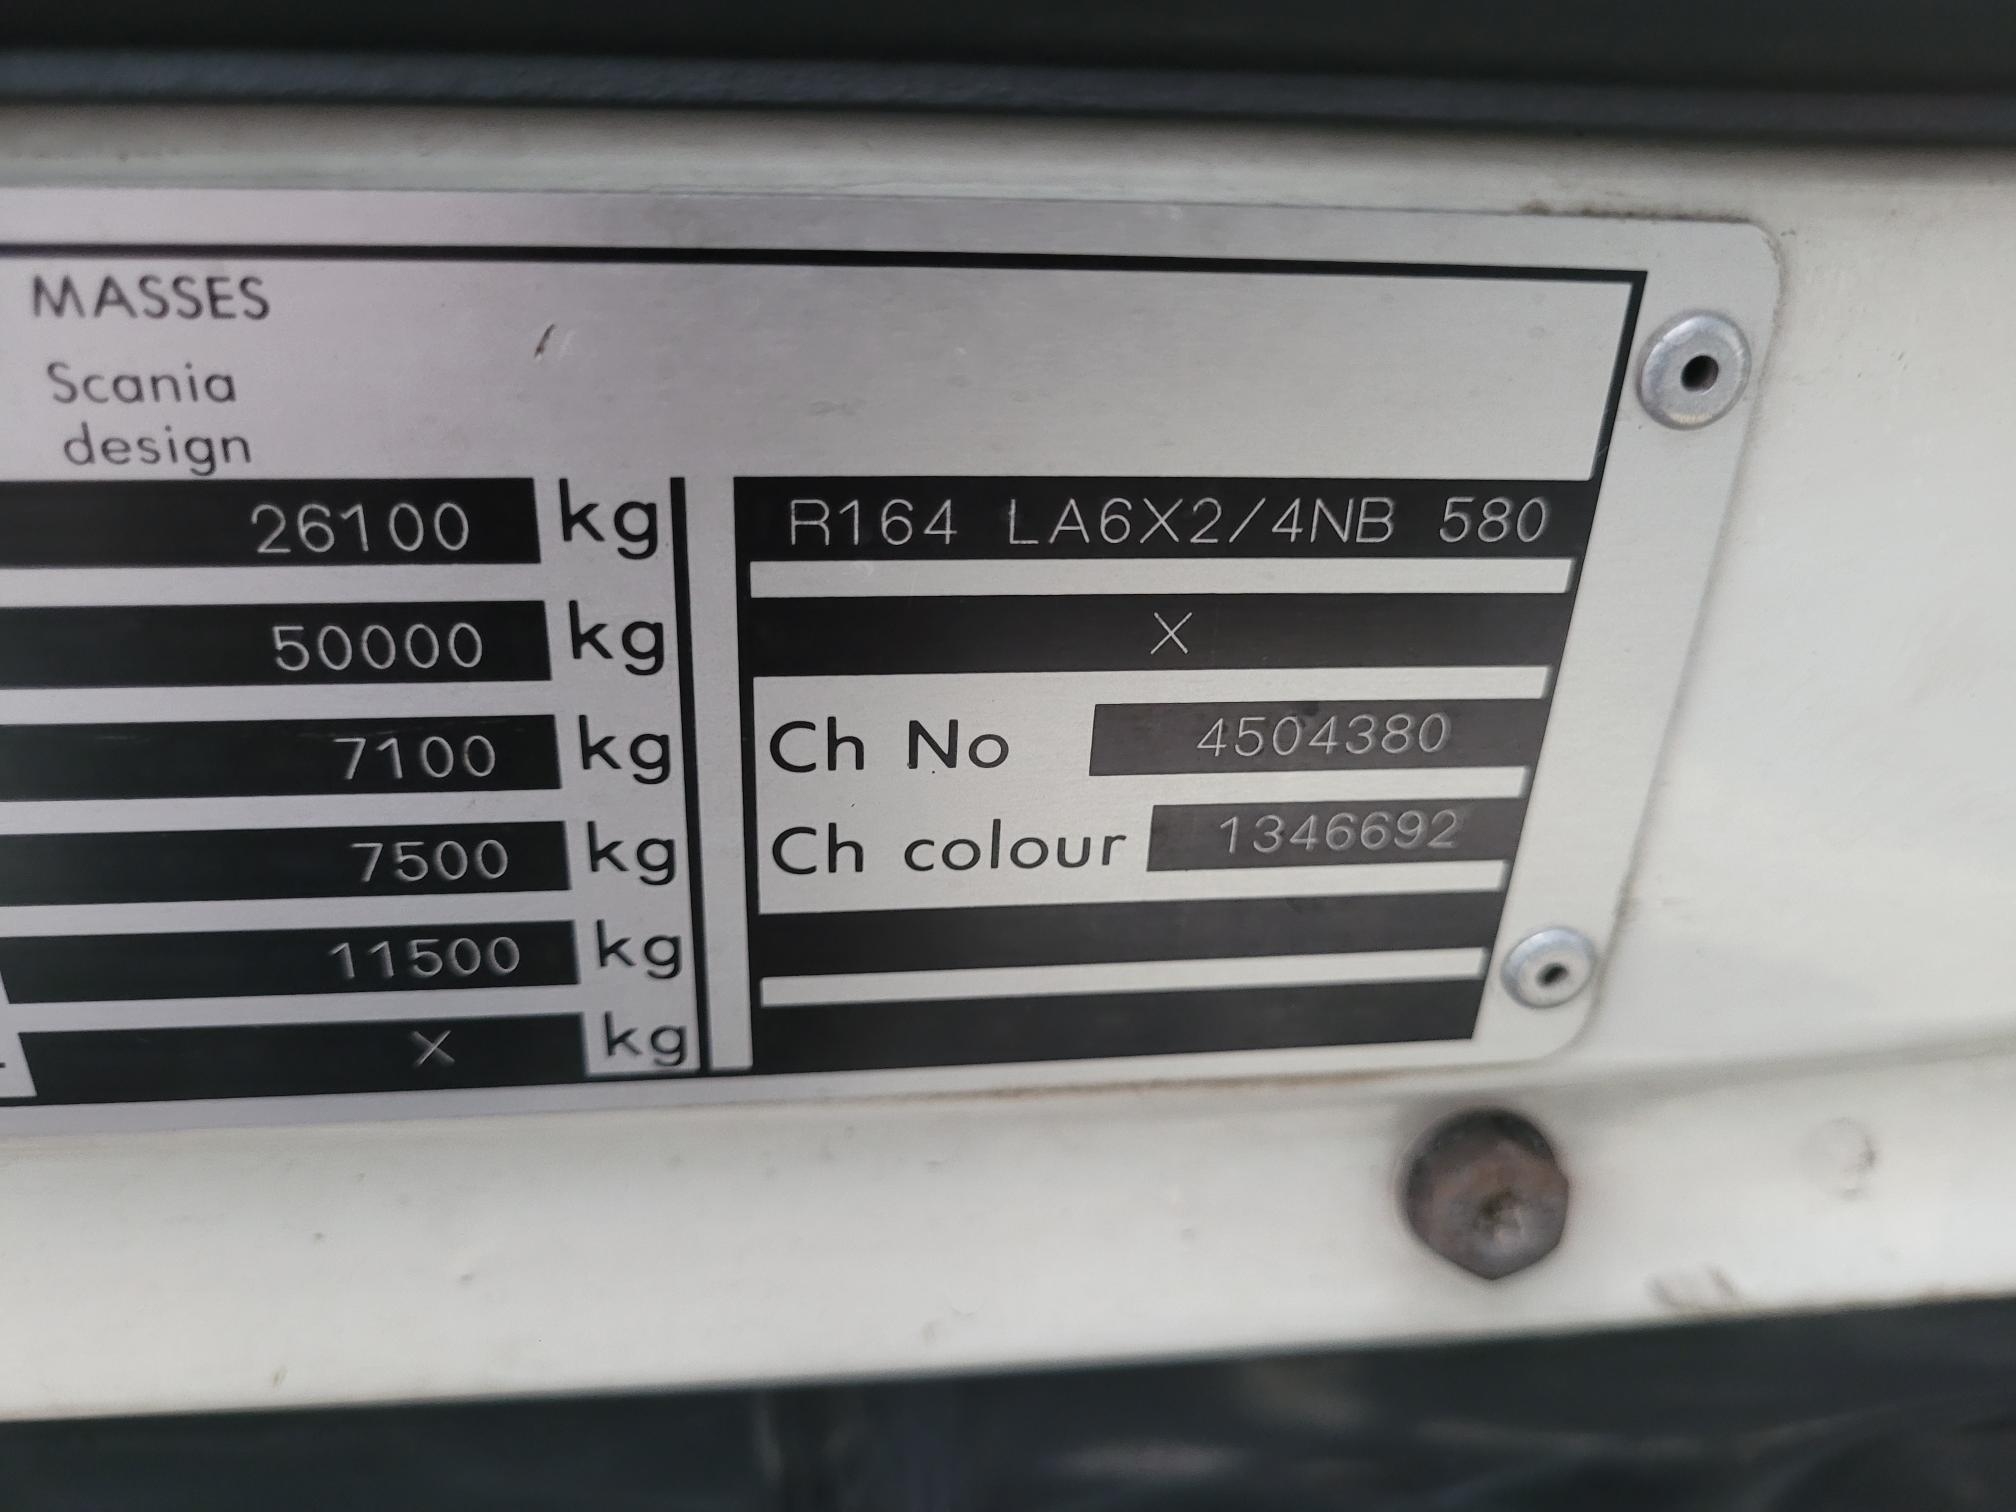 MASSES
Scania
design
26100 kg
50000 kg
7100 kg
7500 kg
11500 kg
X kg
R164 LA6X2/4NB 580
X
Ch No 4504380
Ch colour 1346692